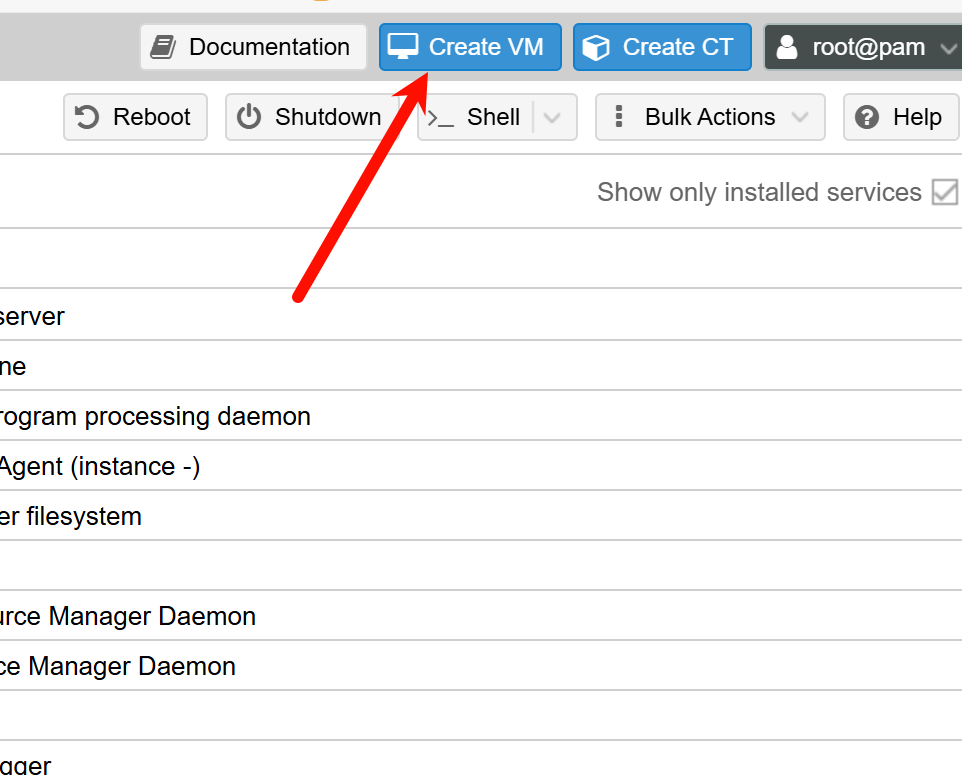 Documentation Create VM Create CT root@pam
Reboot Shutdown >_ Shell Bulk Actions Help
Show only installed services
server
ne
rogram processing daemon
Agent (instance -)
er filesystem
urce Manager Daemon
ce Manager Daemon
ager